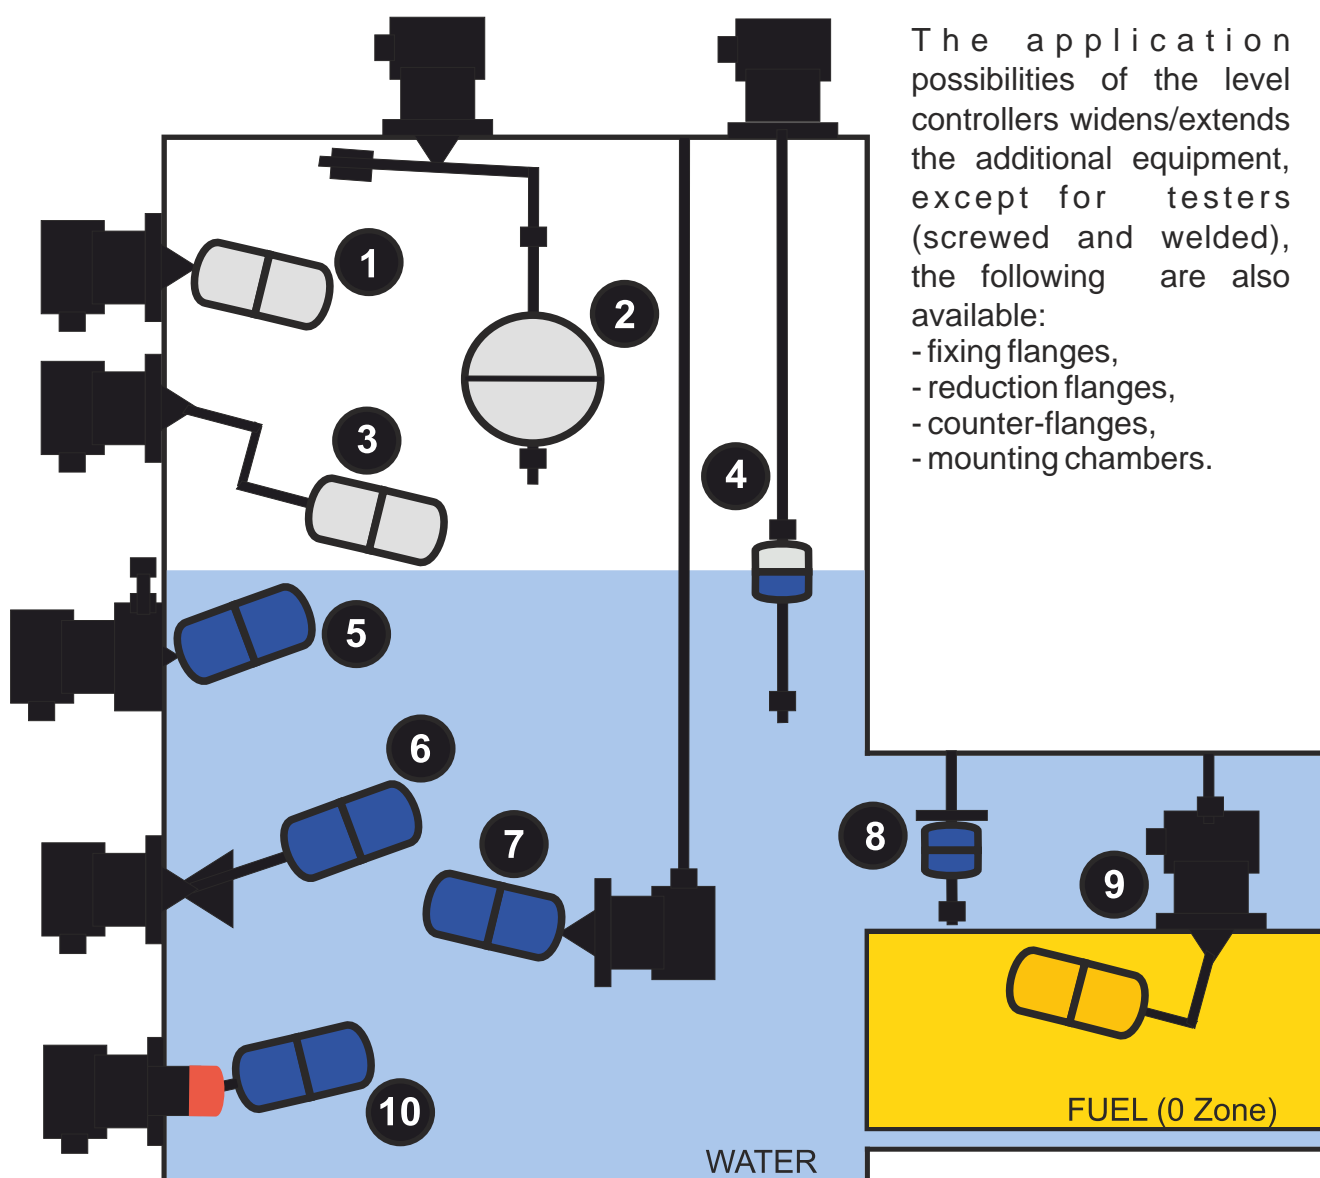 The application
possibilities of the level
controllers widens/extends
the additional equipment,
except for testers
(screwed and welded),
the following are also
available:
- fixing flanges,
- reduction flanges,
- counter-flanges,
- mounting chambers.
1
2
3
4
5
6
7
8
9
10
FUEL (0 Zone)
WATER